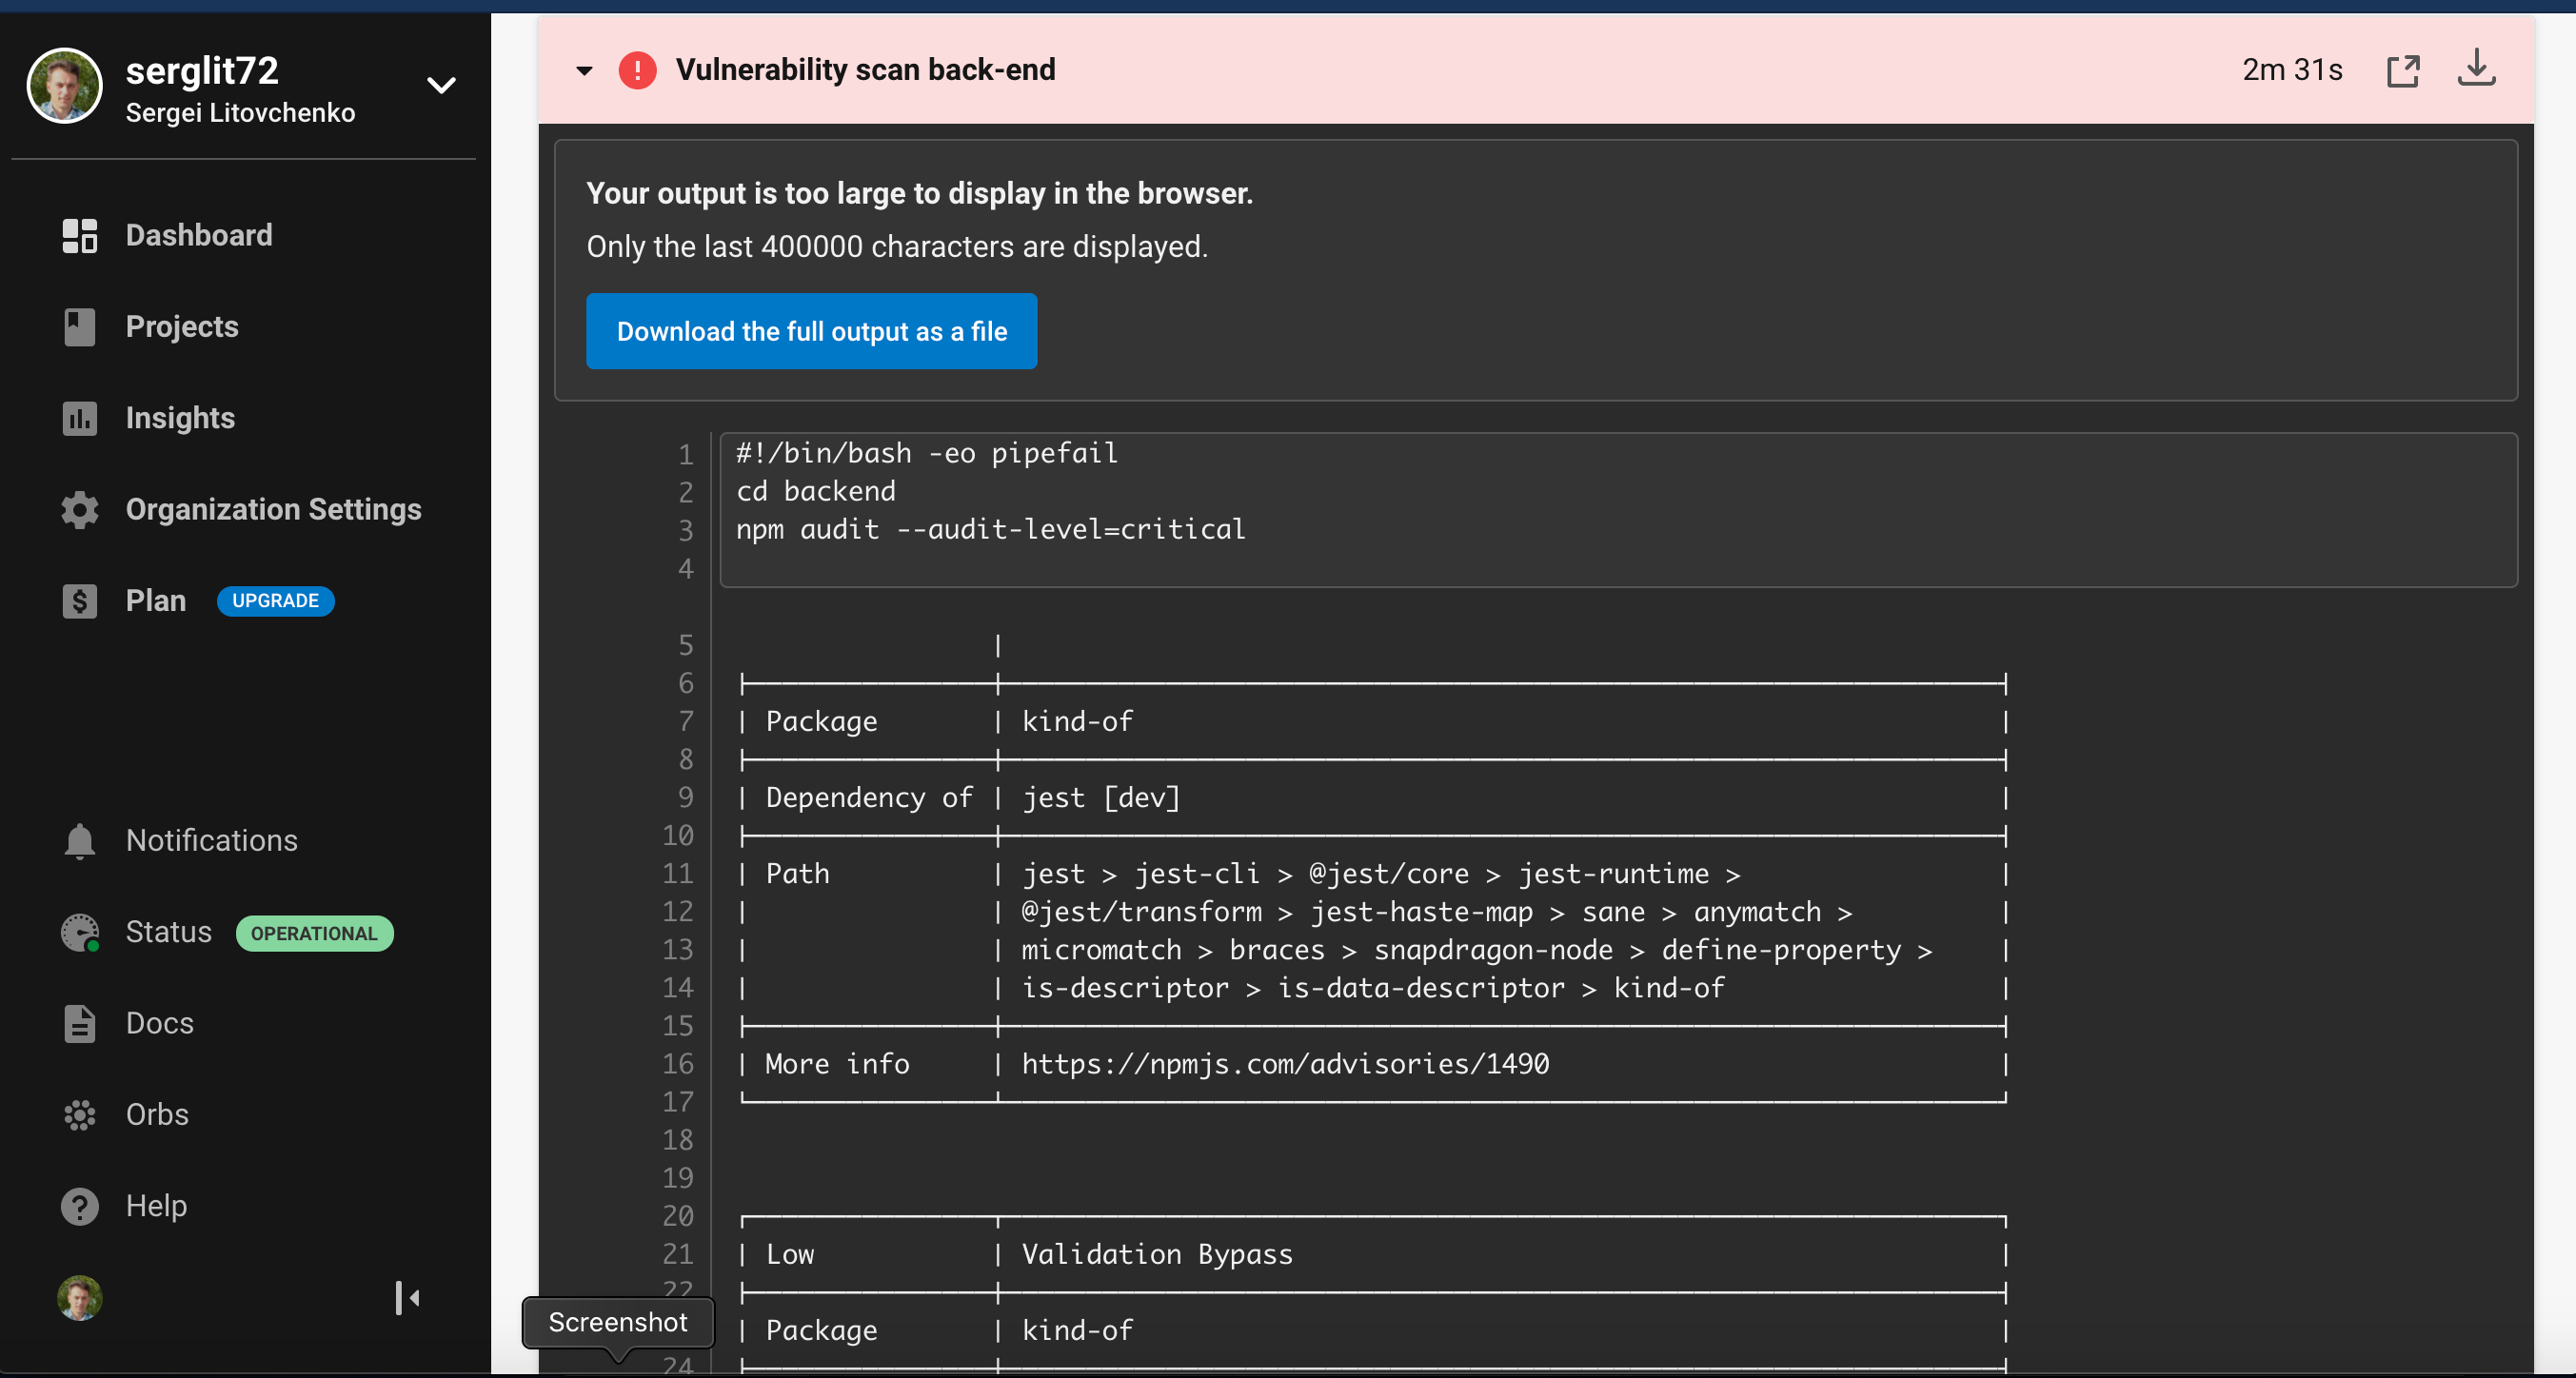 serglit72
Sergei Litovchenko
Dashboard
Projects
Insights
Organization Settings
Plan UPGRADE
Notifications
Status OPERATIONAL
Docs
Orbs
Help
Vulnerability scan back-end 2m 31s
Your output is too large to display in the browser.
Only the last 400000 characters are displayed.
Download the full output as a file
1 #!/bin/bash -eo pipefail
2 cd backend
3 npm audit --audit-level=critical
4
5
6
7 Package kind-of
8
9 Dependency of jest [dev]
10
11 Path jest > jest-cli > @jest/core > jest-runtime >
12 @jest/transform > jest-haste-map > sane > anymatch >
13 micromatch > braces > snapdragon-node > define-property >
14 is-descriptor > is-data-descriptor > kind-of
15
16 More info https://npmjs.com/advisories/1490
17
18
19
20
21 Low Validation Bypass
22
Package kind-of
24
Screenshot